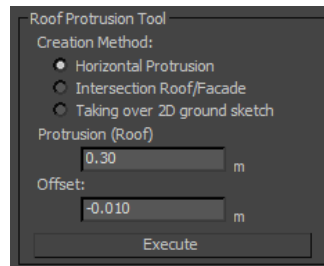 Roof Protrusion Tool
Creation Method:
Horizontal Protrusion
Intersection Roof/Facade
Taking over 2D ground sketch
Protrusion (Roof)
0.30 m
Offset:
-0.010 m
Execute